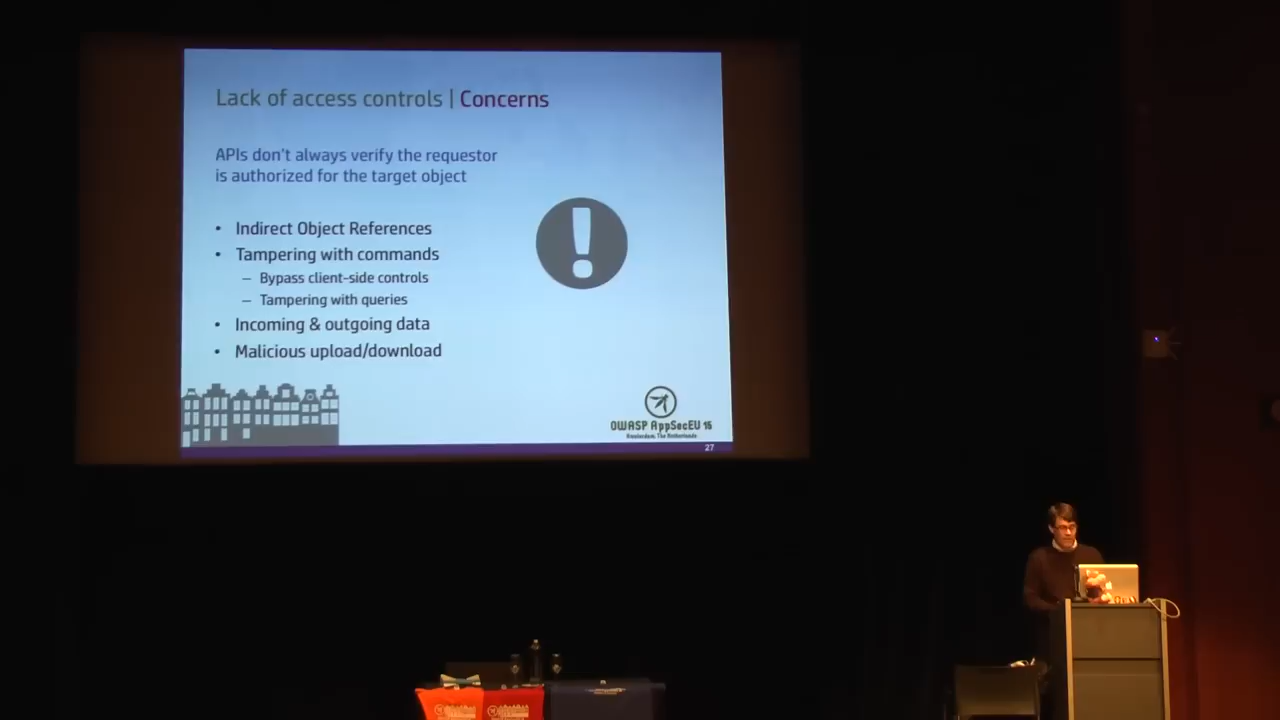 Lack of access controls | Concerns
APIs don't always verify the requestor
is authorized for the target object
• Indirect Object References
• Tampering with commands
– Bypass client-side controls
– Tampering with queries
• Incoming & outgoing data
• Malicious upload/download
OWASP AppSecEU 15
Amsterdam, The Netherlands
27